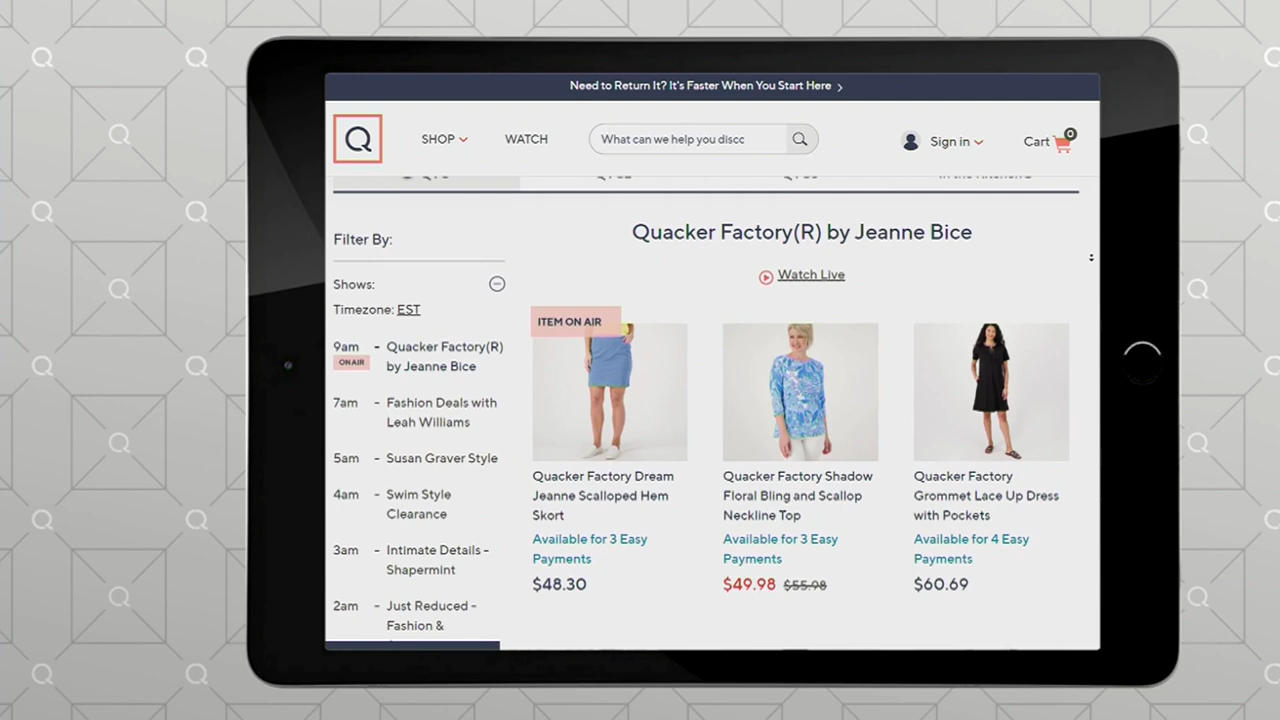 Need to Return It? It's Faster When You Start Here
Q
SHOP
WATCH
What can we help you discc
Sign in
Cart
0
Filter By:
Shows:
Timezone: EST
9am - Quacker Factory(R)
ON AIR
by Jeanne Bice
7am - Fashion Deals with
Leah Williams
5am - Susan Graver Style
4am - Swim Style
Clearance
3am - Intimate Details -
Shapermint
2am - Just Reduced -
Fashion &
Quacker Factory(R) by Jeanne Bice
Watch Live
ITEM ON AIR
Quacker Factory Dream
Jeanne Scalloped Hem
Skort
Available for 3 Easy
Payments
$48.30
Quacker Factory Shadow
Floral Bling and Scallop
Neckline Top
Available for 3 Easy
Payments
$49.98 $55.98
Quacker Factory
Grommet Lace Up Dress
with Pockets
Available for 4 Easy
Payments
$60.69